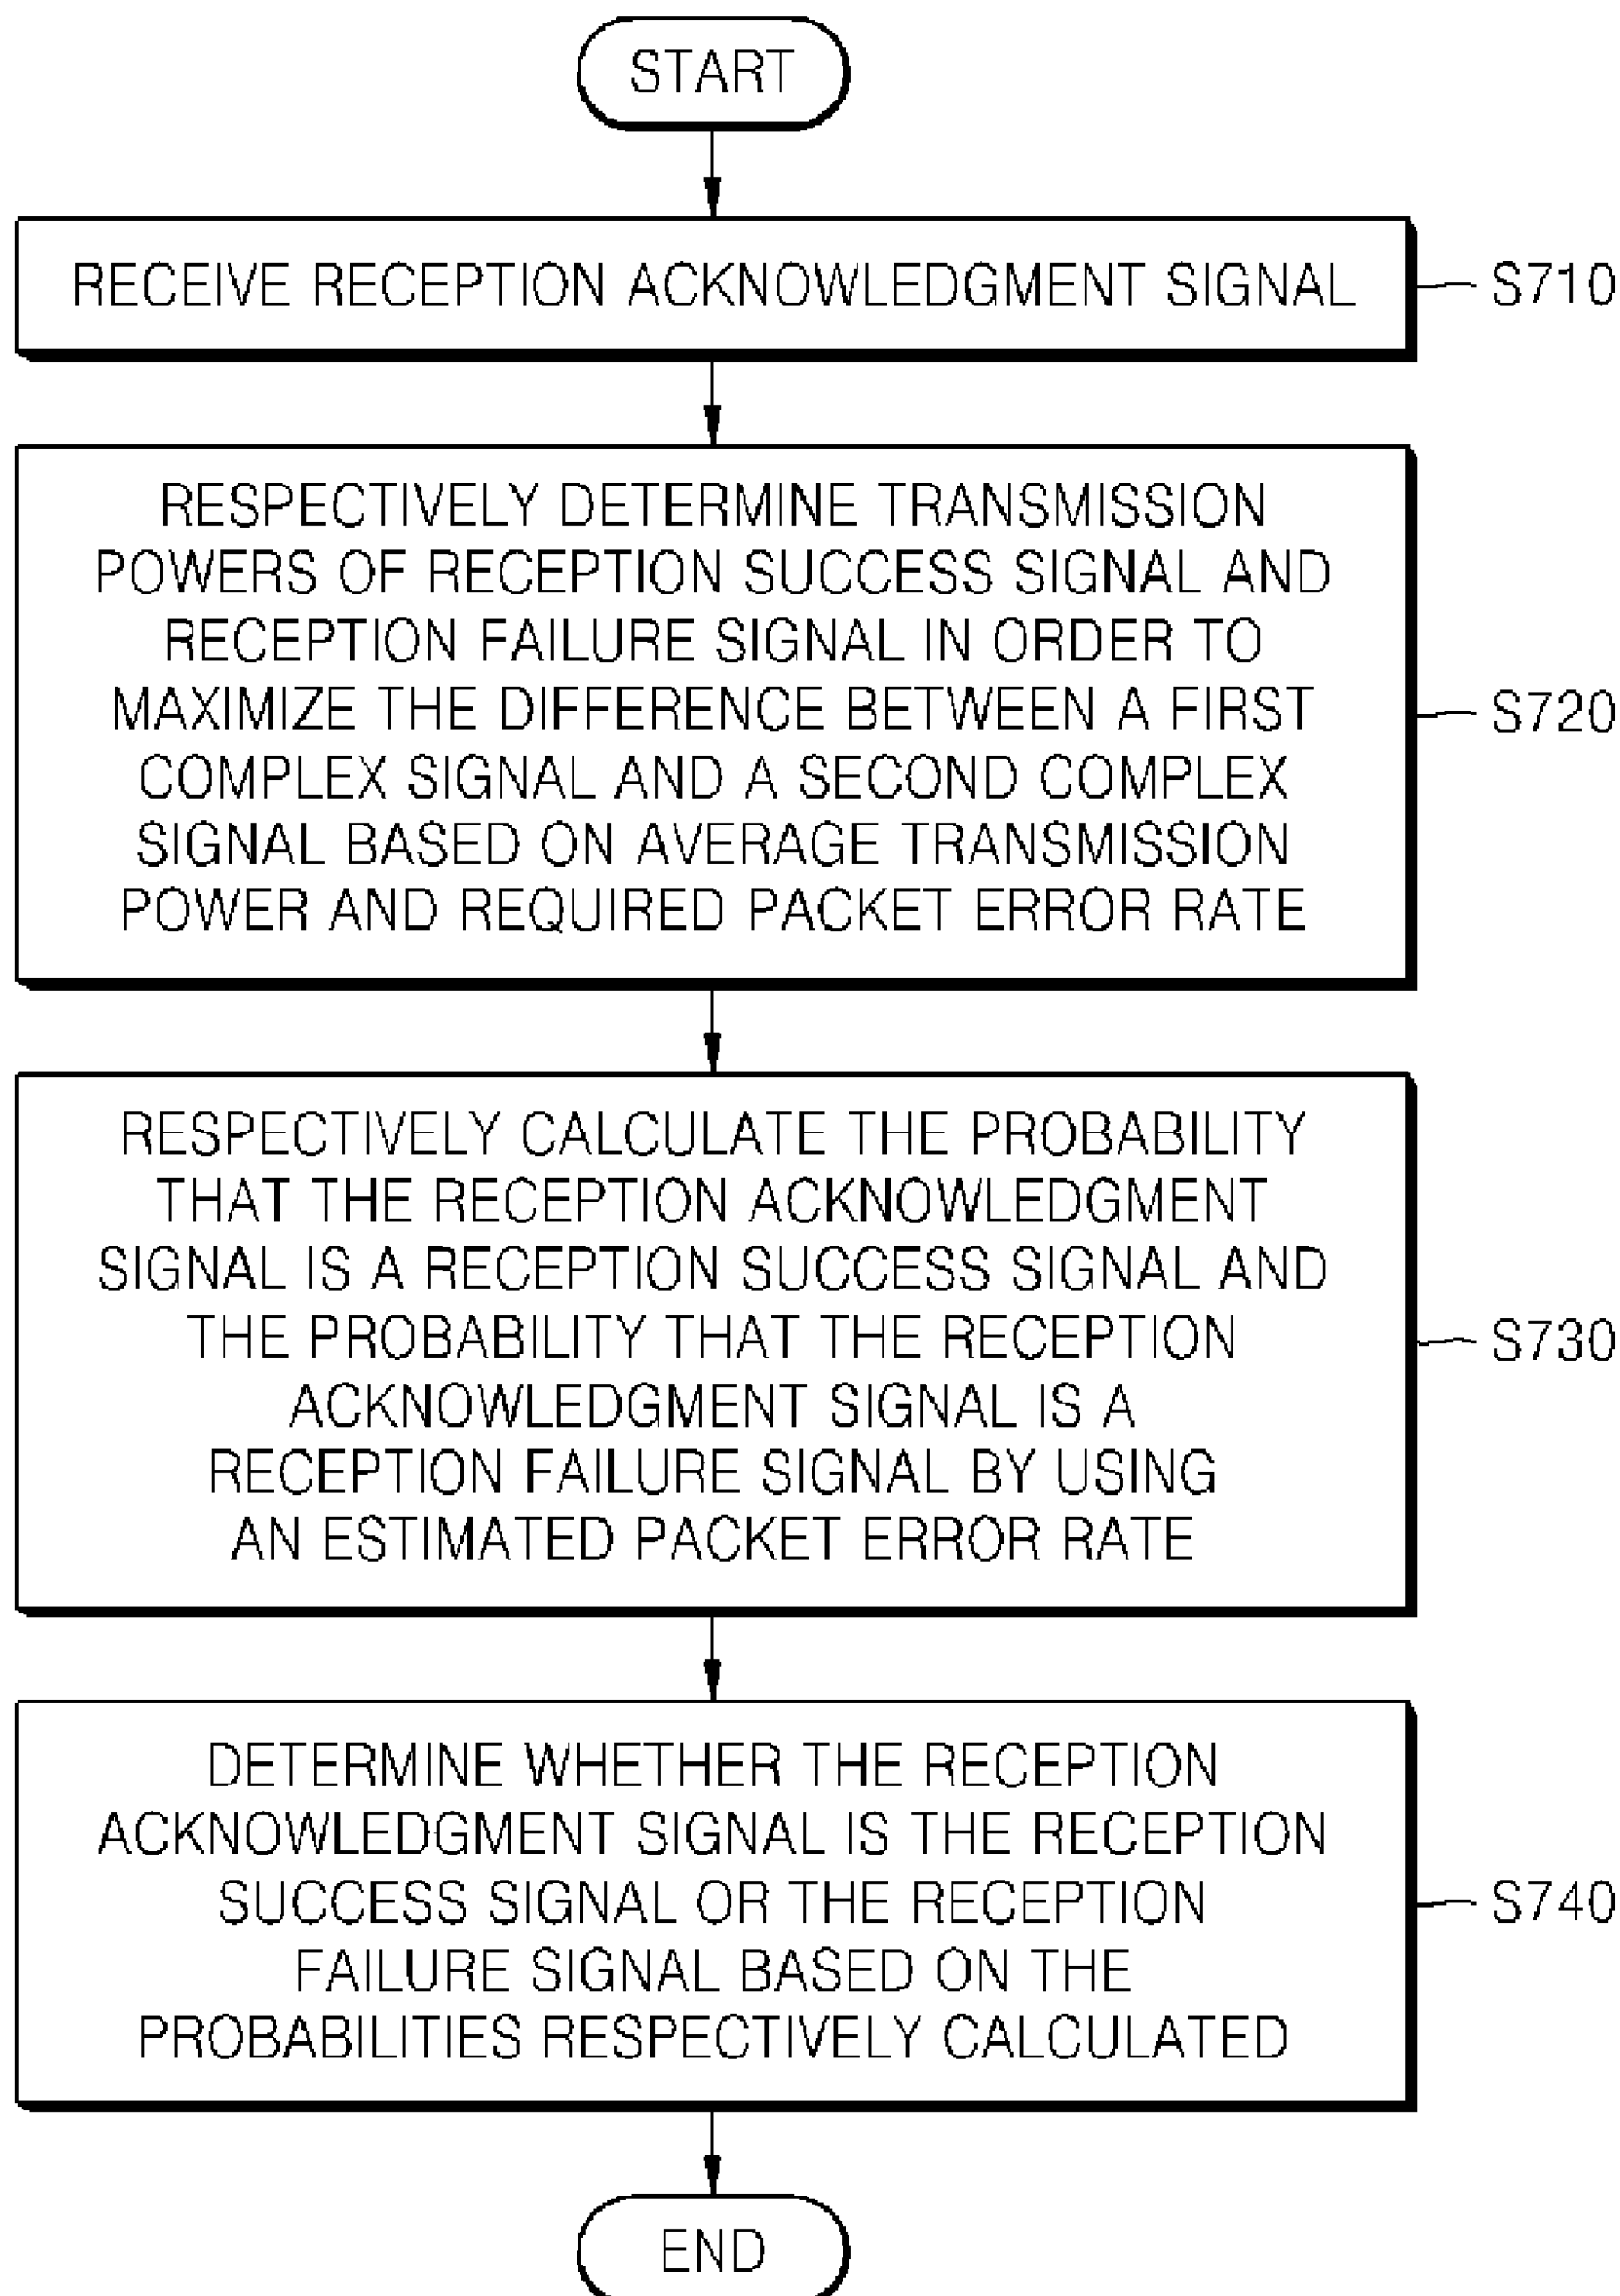 START
RECEIVE RECEPTION ACKNOWLEDGMENT SIGNAL
S710
RESPECTIVELY DETERMINE TRANSMISSION
POWERS OF RECEPTION SUCCESS SIGNAL AND
RECEPTION FAILURE SIGNAL IN ORDER TO
MAXIMIZE THE DIFFERENCE BETWEEN A FIRST
COMPLEX SIGNAL AND A SECOND COMPLEX
SIGNAL BASED ON AVERAGE TRANSMISSION
POWER AND REQUIRED PACKET ERROR RATE
S720
RESPECTIVELY CALCULATE THE PROBABILITY
THAT THE RECEPTION ACKNOWLEDGMENT
SIGNAL IS A RECEPTION SUCCESS SIGNAL AND
THE PROBABILITY THAT THE RECEPTION
ACKNOWLEDGMENT SIGNAL IS A
RECEPTION FAILURE SIGNAL BY USING
AN ESTIMATED PACKET ERROR RATE
S730
DETERMINE WHETHER THE RECEPTION
ACKNOWLEDGMENT SIGNAL IS THE RECEPTION
SUCCESS SIGNAL OR THE RECEPTION
FAILURE SIGNAL BASED ON THE
PROBABILITIES RESPECTIVELY CALCULATED
S740
END